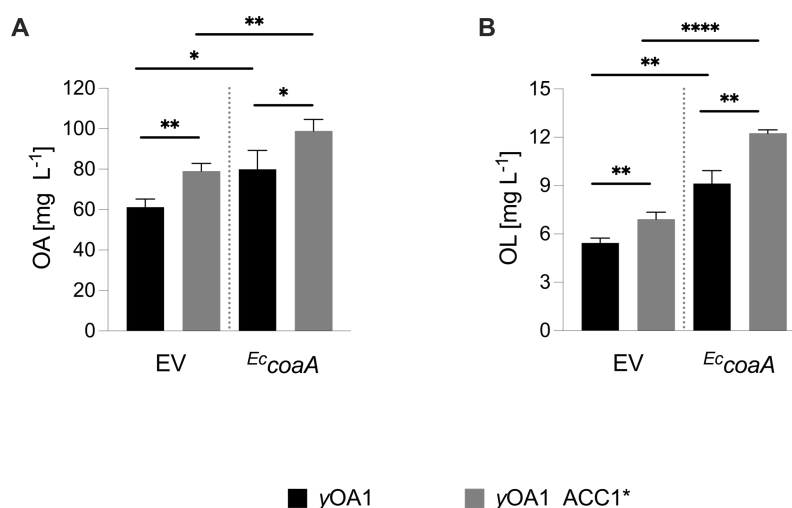 A
B
** ****
* **
120
100
80
60
40
20
0
OA [mg L-1]
** *
EV EccoaA
15
12
9
6
3
0
OL [mg L-1]
** **
EV EccoaA
yOA1 yOA1 ACC1*